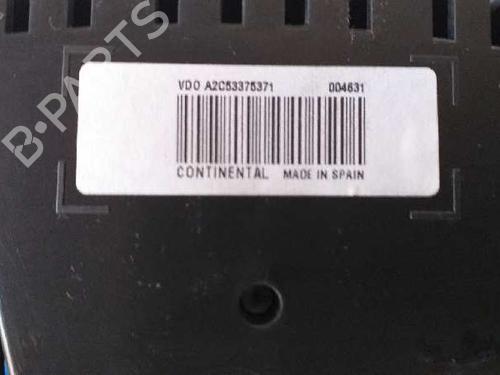 B-PARTS
VDO A2C53375371 004631
CONTINENTAL MADE IN SPAIN